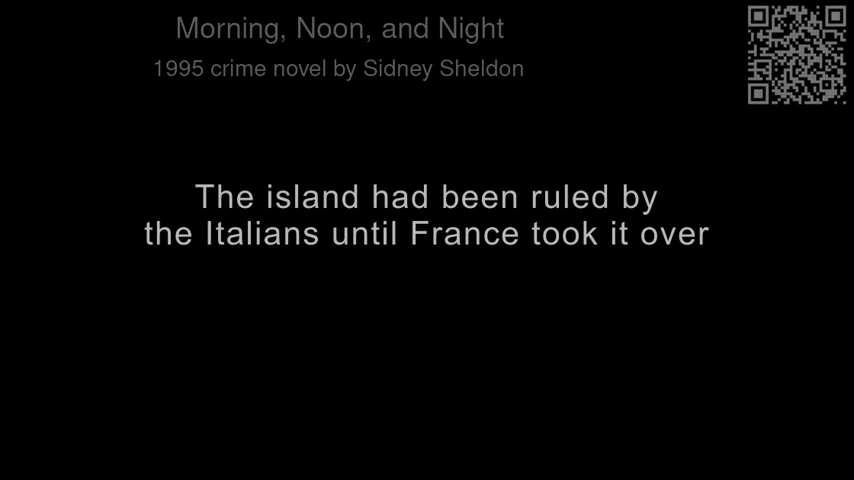 Morning, Noon, and Night
1995 crime novel by Sidney Sheldon
The island had been ruled by
the Italians until France took it over